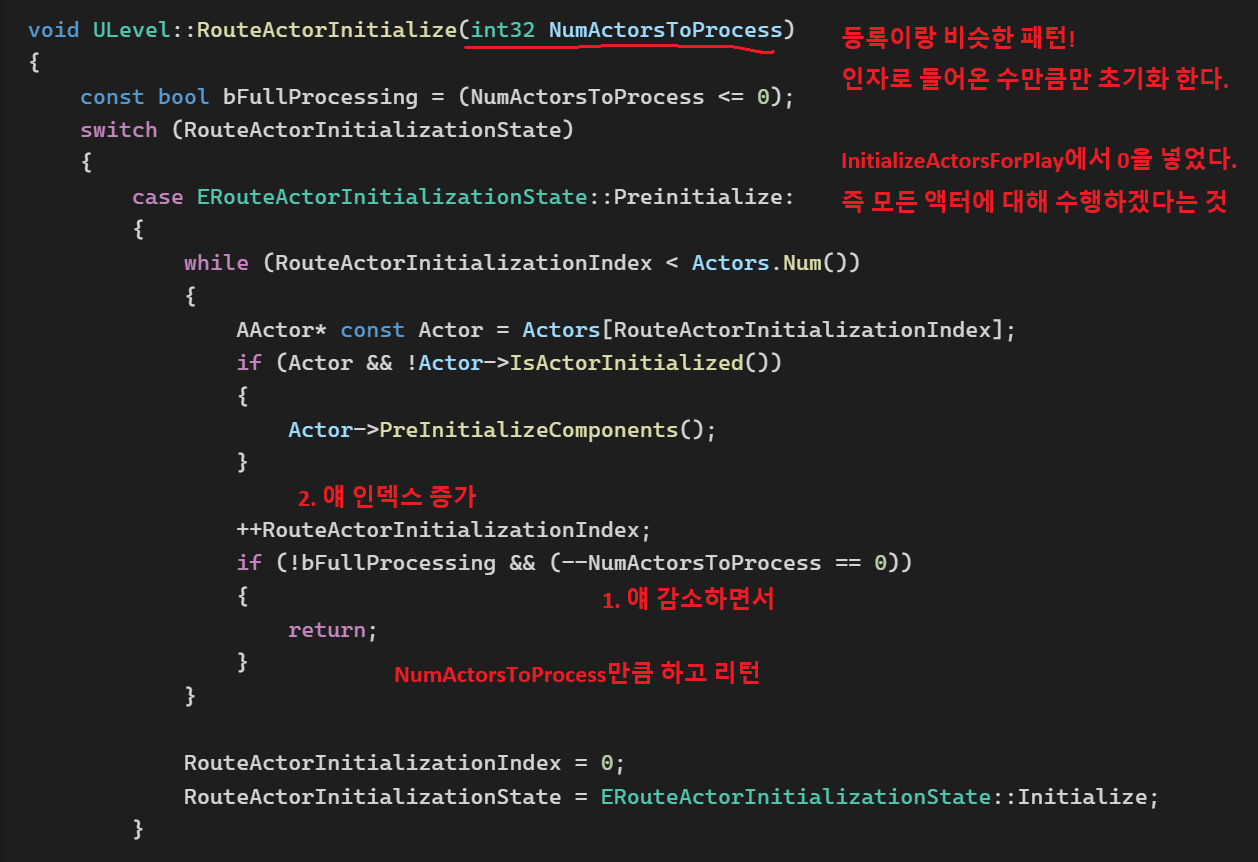 void ULevel::RouteActorInitialize(int32 NumActorsToProcess)
등록이랑 비슷한 패턴!
{
인자로 들어온 수만큼만 초기화 한다.
const bool bFullProcessing = (NumActorsToProcess <= 0);
switch (RouteActorInitializationState)
{
InitializeActorsForPlay에서 0을 넣었다.
case ERouteActorInitializationState::Preinitialize:
즉 모든 액터에 대해 수행하겠다는 것
{
while (RouteActorInitializationIndex < Actors.Num())
{
AActor* const Actor = Actors[RouteActorInitializationIndex];
if (Actor && !Actor->IsActorInitialized())
{
Actor->PreInitializeComponents();
}
2. 얘 인덱스 증가
++RouteActorInitializationIndex;
if (!bFullProcessing && (--NumActorsToProcess == 0))
{
1. 얘 감소하면서
return;
}
NumActorsToProcess만큼 하고 리턴
}
RouteActorInitializationIndex = 0;
RouteActorInitializationState = ERouteActorInitializationState::Initialize;
}